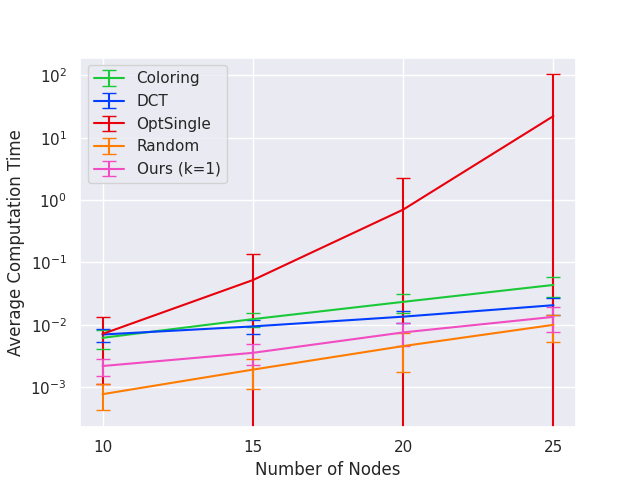 Coloring
DCT
OptSingle
Random
Ours (k=1)
10²
10¹
10⁰
10⁻¹
10⁻²
10⁻³
Average Computation Time
10 15 20 25
Number of Nodes